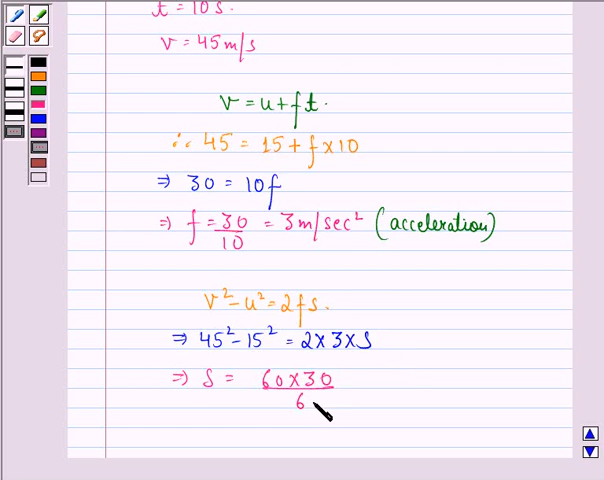 t = 10 s.
v = 45 m/s
v = u + f t.
∴ 45 = 15 + f × 10
⇒ 30 = 10f
⇒ f = 30/10 = 3 m/sec² (acceleration)
v² - u² = 2fs.
⇒ 45² - 15² = 2 × 3 × s
⇒ s = 60 × 30/6